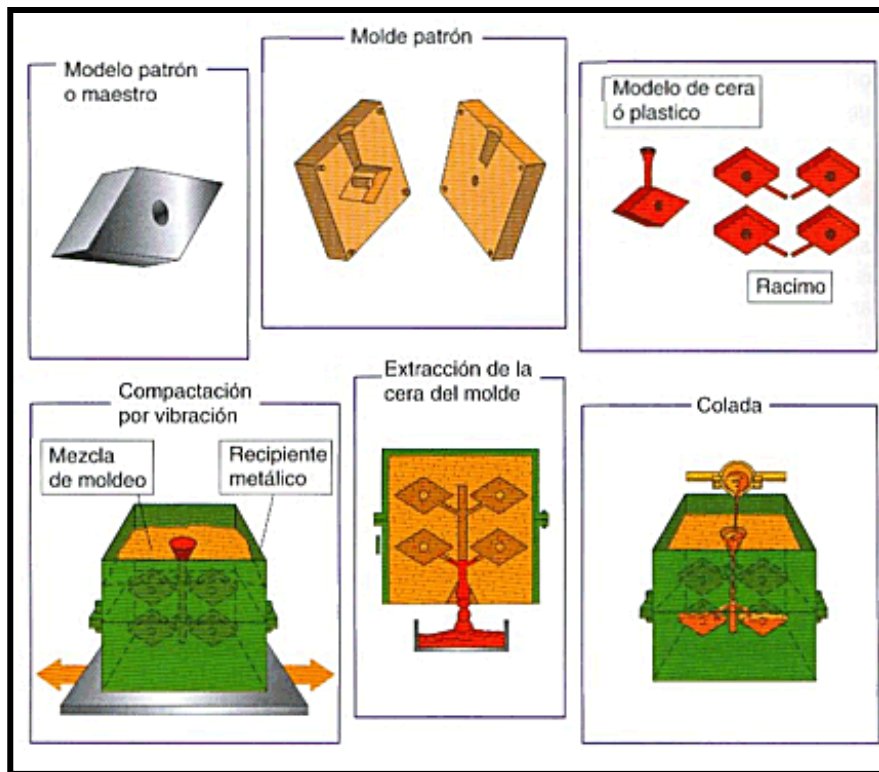 Modelo patrón
o maestro
Molde patrón
Modelo de cera
ó plastico
Racimo
Compactación
por vibración
Mezcla
de moldeo
Recipiente
metálico
Extracción de la
cera del molde
Colada